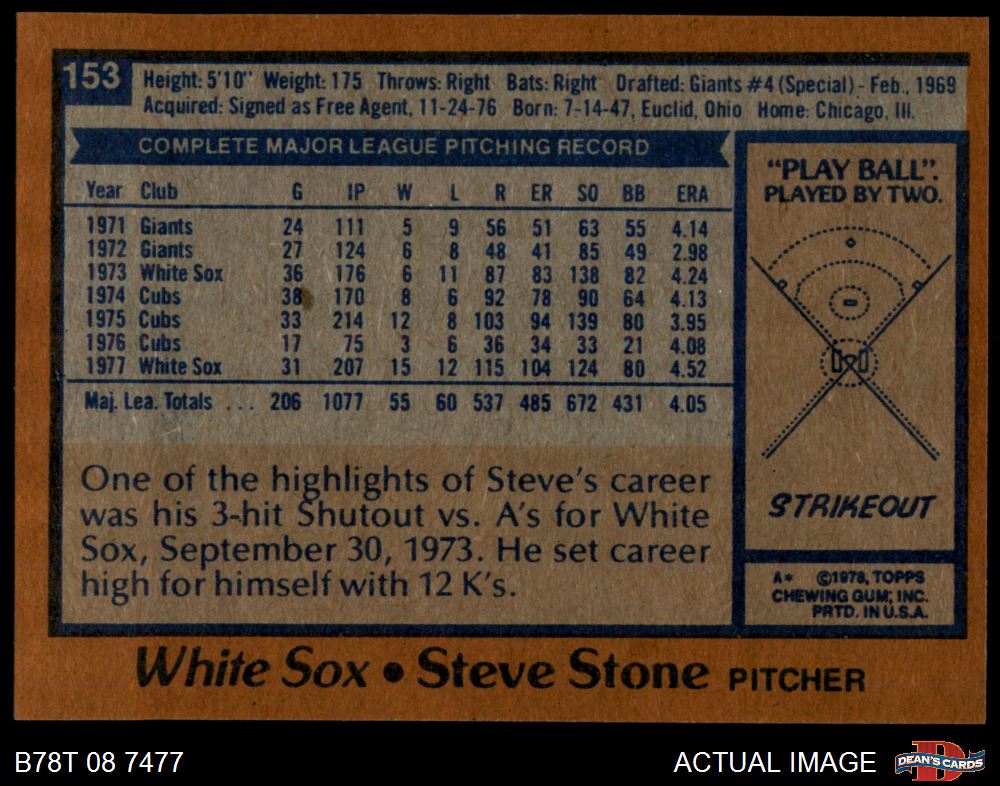 153
Height: 5'10" Weight: 175 Throws: Right Bats: Right Drafted: Giants #4 (Special) - Feb., 1969
Acquired: Signed as Free Agent, 11-24-76 Born: 7-14-47, Euclid, Ohio Home: Chicago, Ill.
COMPLETE MAJOR LEAGUE PITCHING RECORD
Year Club G IP W L R ER SO BB ERA
1971 Giants 24 111 5 9 56 51 63 55 4.14
1972 Giants 27 124 6 8 48 41 85 49 2.98
1973 White Sox 36 176 6 11 87 83 138 82 4.24
1974 Cubs 38 170 8 6 92 78 90 64 4.13
1975 Cubs 33 214 12 8 103 94 139 80 3.95
1976 Cubs 17 75 3 6 36 34 33 21 4.08
1977 White Sox 31 207 15 12 115 104 124 80 4.52
Maj. Lea. Totals ... 206 1077 55 60 537 485 672 431 4.05
One of the highlights of Steve's career
was his 3-hit Shutout vs. A's for White
Sox, September 30, 1973. He set career
high for himself with 12 K's.
"PLAY BALL".
PLAYED BY TWO.
STRIKEOUT
A* ©1978, TOPPS
CHEWING GUM, INC.
PRTD. IN U.S.A.
White Sox • Steve Stone PITCHER
B78T 08 7477
ACTUAL IMAGE
D
DEAN'S CARDS